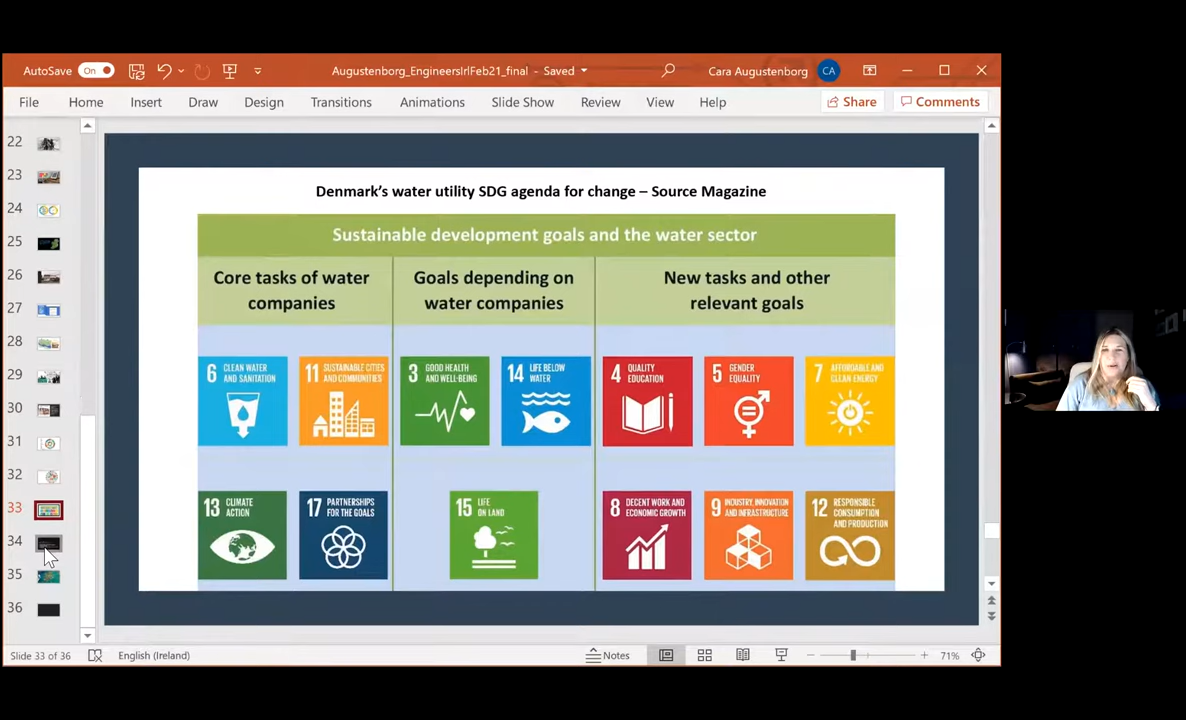 AutoSave On Augustenborg_EngineersIrlFeb21_final - Saved Cara Augustenborg CA
File Home Insert Draw Design Transitions Animations Slide Show Review View Help Share Comments
22
23
24
25
26
27
28
29
30
31
32
33
34
35
36
Denmark's water utility SDG agenda for change – Source Magazine
Sustainable development goals and the water sector
Core tasks of water
companies
Goals depending on
water companies
New tasks and other
relevant goals
6 CLEAN WATER
AND SANITATION
11 SUSTAINABLE CITIES
AND COMMUNITIES
3 GOOD HEALTH
AND WELL-BEING
14 LIFE BELOW
WATER
4 QUALITY
EDUCATION
5 GENDER
EQUALITY
7 AFFORDABLE AND
CLEAN ENERGY
13 CLIMATE
ACTION
17 PARTNERSHIPS
FOR THE GOALS
15 LIFE
ON LAND
8 DECENT WORK AND
ECONOMIC GROWTH
9 INDUSTRY, INNOVATION
AND INFRASTRUCTURE
12 RESPONSIBLE
CONSUMPTION
AND PRODUCTION
Slide 33 of 36 English (Ireland) Notes 71%